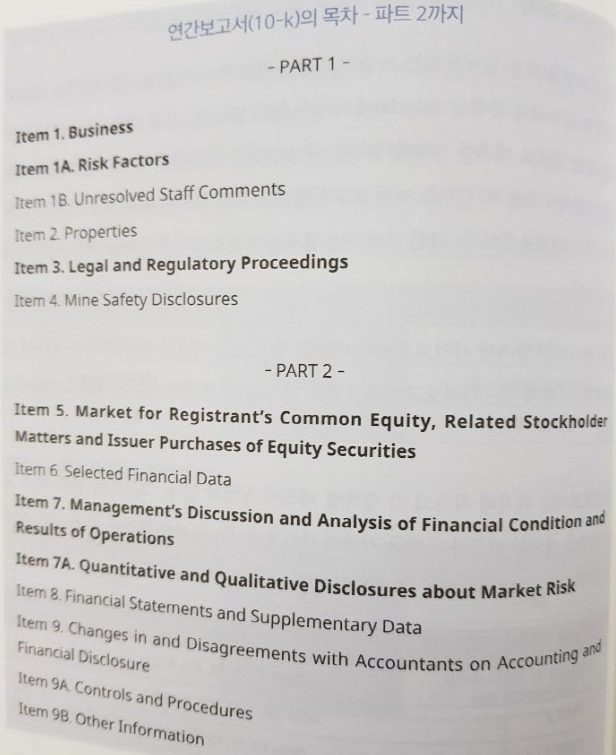 연간보고서(10-k)의 목차 - 파트 2까지
- PART 1 -
Item 1. Business
Item 1A. Risk Factors
Item 1B. Unresolved Staff Comments
Item 2. Properties
Item 3. Legal and Regulatory Proceedings
Item 4. Mine Safety Disclosures
- PART 2 -
Item 5. Market for Registrant's Common Equity, Related Stockholder
Matters and Issuer Purchases of Equity Securities
Item 6. Selected Financial Data
Item 7. Management's Discussion and Analysis of Financial Condition and
Results of Operations
Item 7A. Quantitative and Qualitative Disclosures about Market Risk
Item 8. Financial Statements and Supplementary Data
Item 9. Changes in and Disagreements with Accountants on Accounting and
Financial Disclosure
Item 9A. Controls and Procedures
Item 9B. Other Information